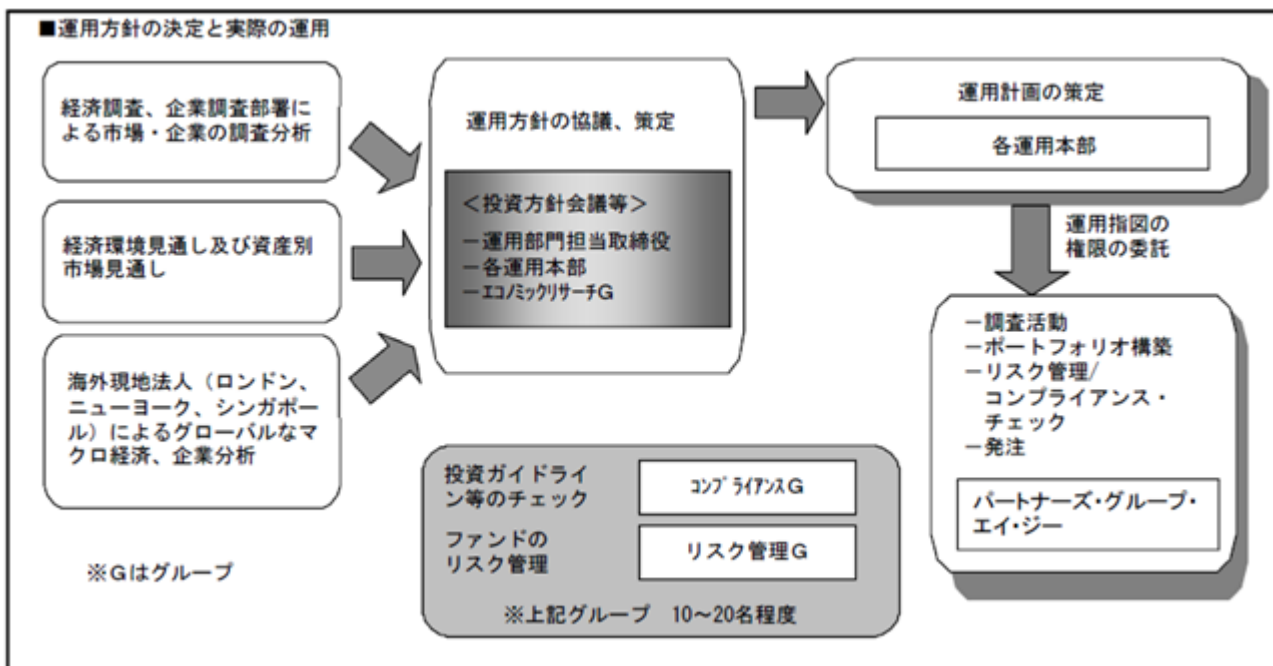 ■運用方針の決定と実際の運用
経済調査、企業調査部署に
よる市場・企業の調査分析
経済環境見通し及び資産別
市場見通し
海外現地法人（ロンドン、
ニューヨーク、シンガポー
ル）によるグローバルなマ
クロ経済、企業分析
※Gはグループ
運用方針の協議、策定
＜投資方針会議等＞
－運用部門担当取締役
－各運用本部
－ｴｺﾉﾐｯｸﾘｻｰﾁG
投資ガイドライ
ン等のチェック
ｺﾝﾌﾟﾗｲｱﾝｽG
ファンドの
リスク管理
リスク管理G
※上記グループ　10～20名程度
運用計画の策定
各運用本部
運用指図の
権限の委託
－調査活動
－ポートフォリオ構築
－リスク管理/
コンプライアンス・
チェック
－発注
パートナーズ・グループ・
エイ・ジー